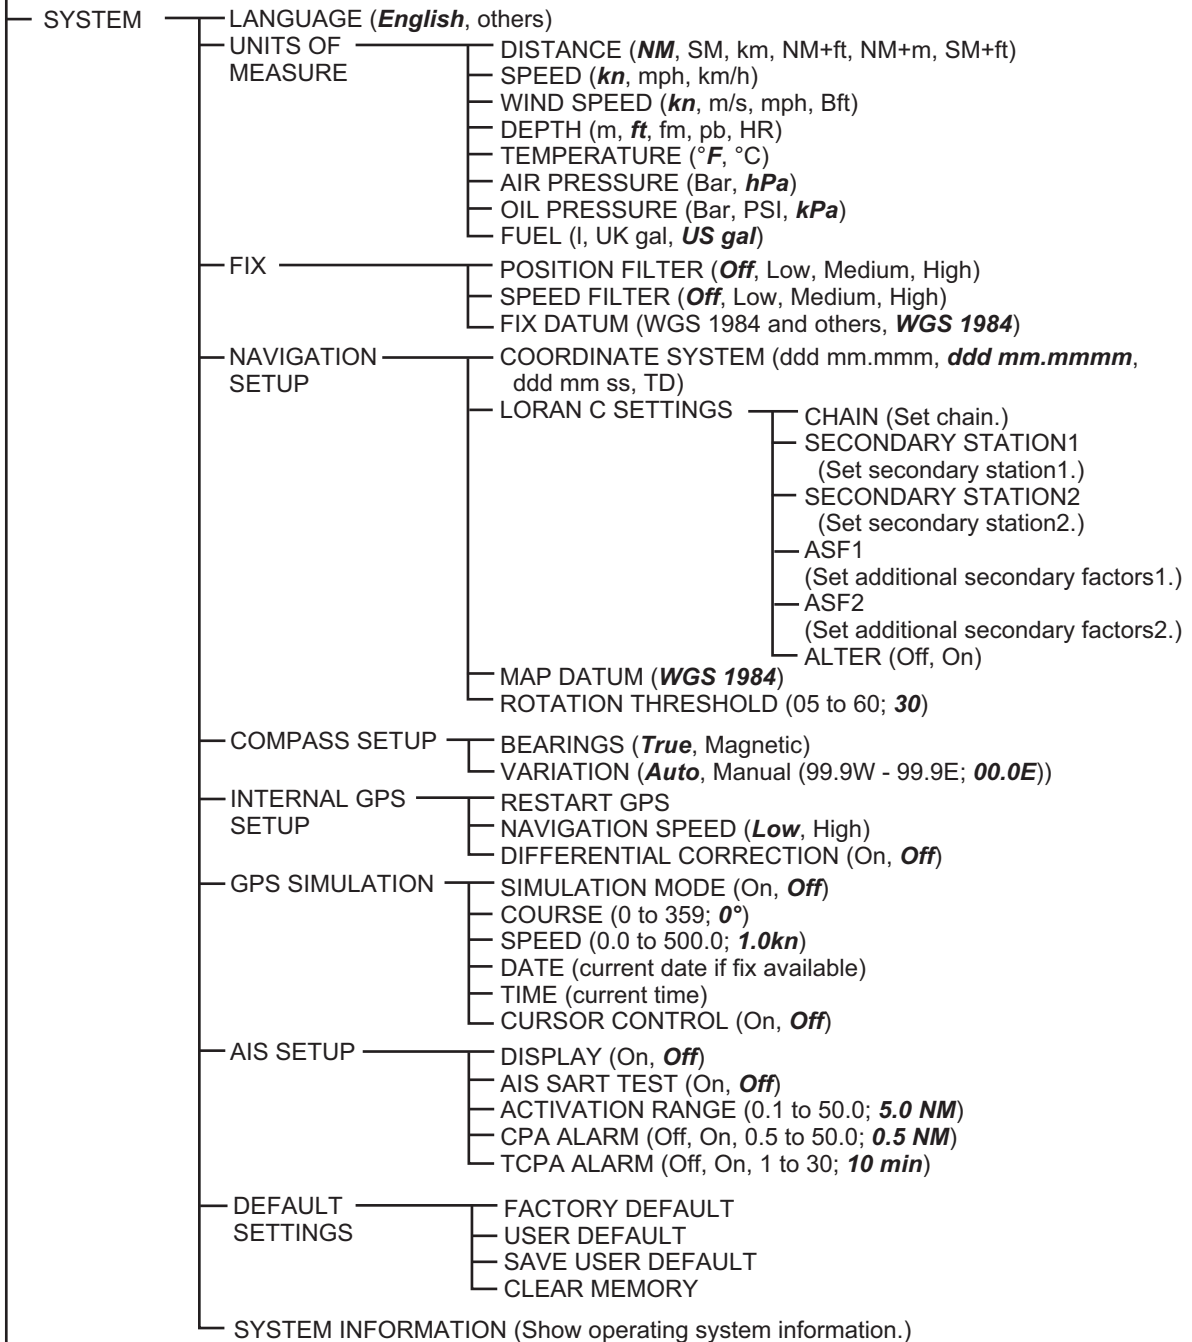 SYSTEM
LANGUAGE (English, others)
UNITS OF
MEASURE
DISTANCE (NM, SM, km, NM+ft, NM+m, SM+ft)
SPEED (kn, mph, km/h)
WIND SPEED (kn, m/s, mph, Bft)
DEPTH (m, ft, fm, pb, HR)
TEMPERATURE (°F, °C)
AIR PRESSURE (Bar, hPa)
OIL PRESSURE (Bar, PSI, kPa)
FUEL (l, UK gal, US gal)
FIX
POSITION FILTER (Off, Low, Medium, High)
SPEED FILTER (Off, Low, Medium, High)
FIX DATUM (WGS 1984 and others, WGS 1984)
NAVIGATION
SETUP
COORDINATE SYSTEM (ddd mm.mmm, ddd mm.mmmm,
ddd mm ss, TD)
LORAN C SETTINGS
CHAIN (Set chain.)
SECONDARY STATION1
(Set secondary station1.)
SECONDARY STATION2
(Set secondary station2.)
ASF1
(Set additional secondary factors1.)
ASF2
(Set additional secondary factors2.)
ALTER (Off, On)
MAP DATUM (WGS 1984)
ROTATION THRESHOLD (05 to 60; 30)
COMPASS SETUP
BEARINGS (True, Magnetic)
VARIATION (Auto, Manual (99.9W - 99.9E; 00.0E))
INTERNAL GPS
SETUP
RESTART GPS
NAVIGATION SPEED (Low, High)
DIFFERENTIAL CORRECTION (On, Off)
GPS SIMULATION
SIMULATION MODE (On, Off)
COURSE (0 to 359; 0°)
SPEED (0.0 to 500.0; 1.0kn)
DATE (current date if fix available)
TIME (current time)
CURSOR CONTROL (On, Off)
AIS SETUP
DISPLAY (On, Off)
AIS SART TEST (On, Off)
ACTIVATION RANGE (0.1 to 50.0; 5.0 NM)
CPA ALARM (Off, On, 0.5 to 50.0; 0.5 NM)
TCPA ALARM (Off, On, 1 to 30; 10 min)
DEFAULT
SETTINGS
FACTORY DEFAULT
USER DEFAULT
SAVE USER DEFAULT
CLEAR MEMORY
SYSTEM INFORMATION (Show operating system information.)